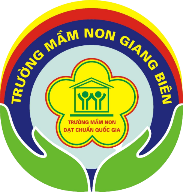 TRƯỜNG MẦM NON GIANG BIÊN
TRƯỜNG MẦM NON
ĐẠT CHUẨN QUỐC GIA